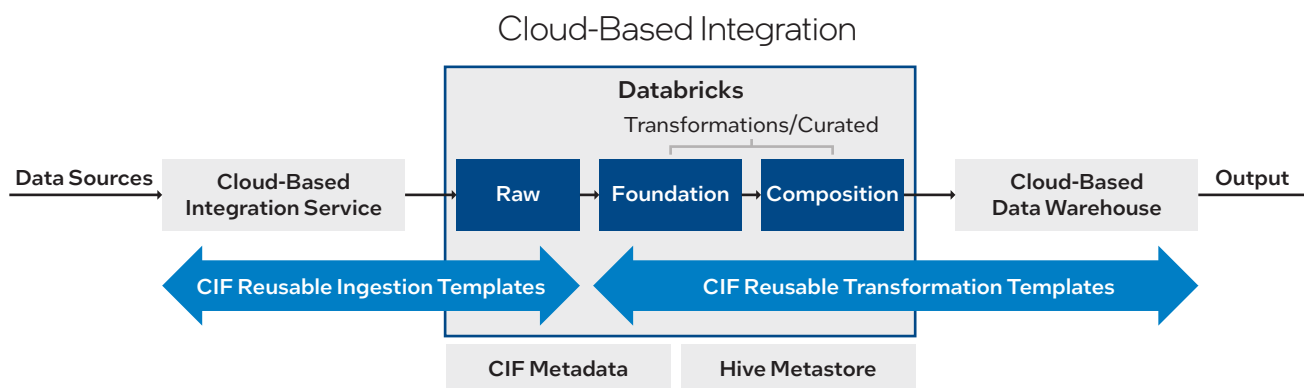 Cloud-Based Integration
Databricks
Transformations/Curated
Data Sources
Cloud-Based
Integration Service
Raw
Foundation
Composition
Cloud-Based
Data Warehouse
Output
CIF Reusable Ingestion Templates
CIF Reusable Transformation Templates
CIF Metadata
Hive Metastore